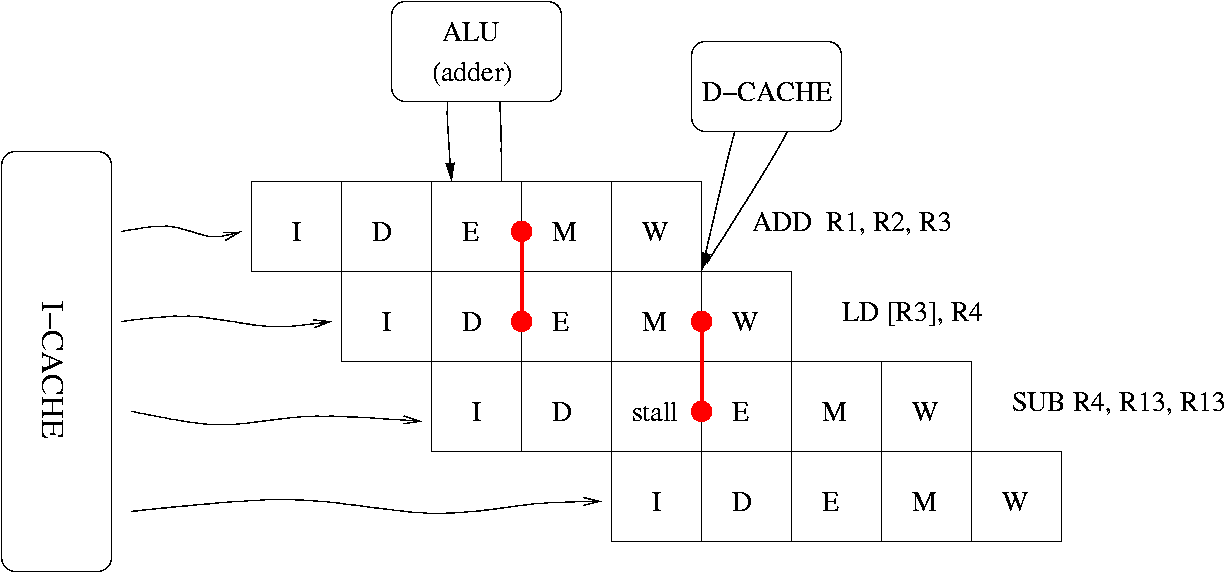 ALU
(adder)
D–CACHE
I–CACHE
I D E M W
ADD R1, R2, R3
I D E M W
LD [R3], R4
I D stall E M W
SUB R4, R13, R13
I D E M W